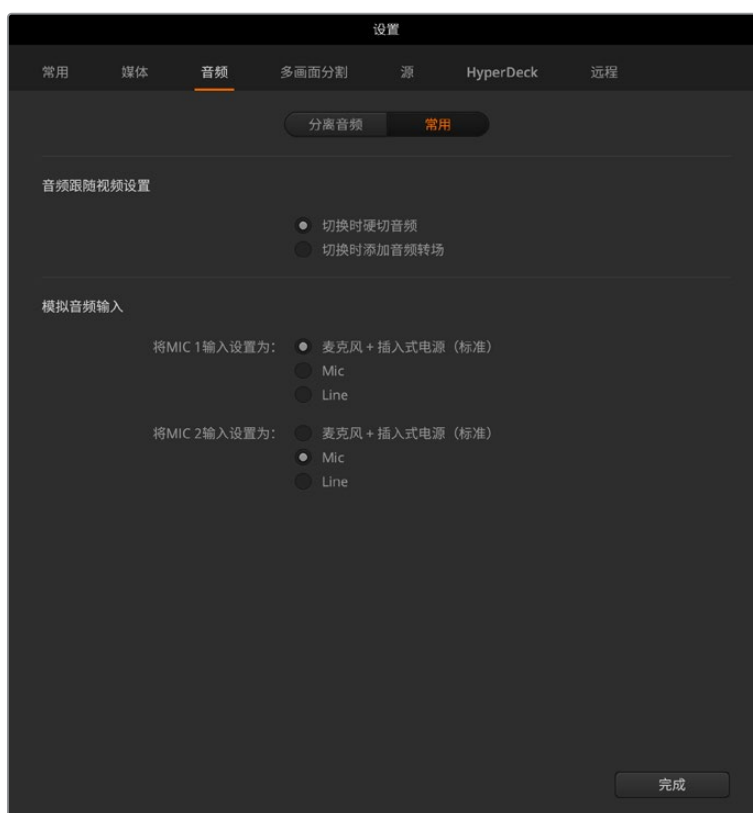 设置
常用 媒体 音频 多画面分割 源 HyperDeck 远程
分离音频 常用
音频跟随视频设置
切换时硬切音频
切换时添加音频转场
模拟音频输入
将MIC 1输入设置为： 麦克风 + 插入式电源（标准）
Mic
Line
将MIC 2输入设置为： 麦克风 + 插入式电源（标准）
Mic
Line
完成